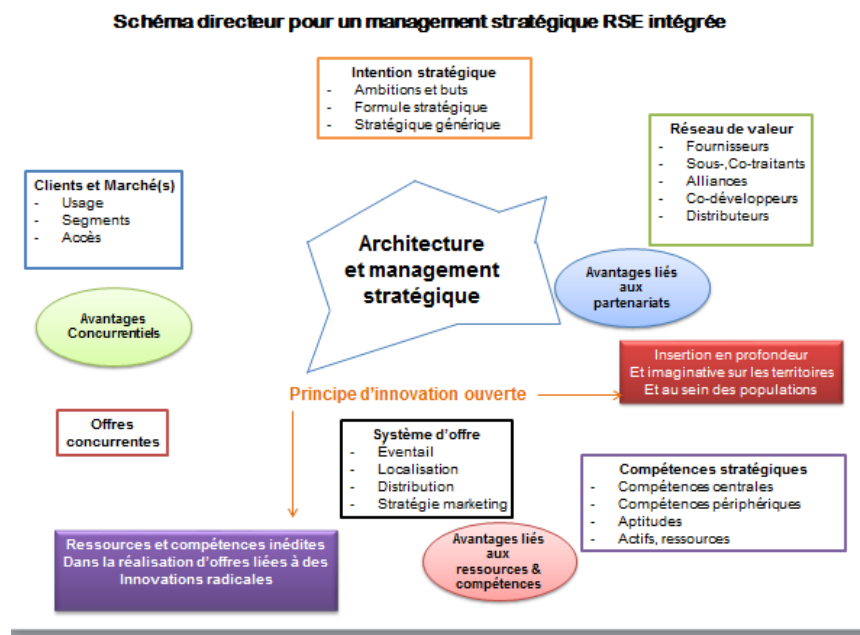 Schéma directeur pour un management stratégique RSE intégrée
Intention stratégique
- Ambitions et buts
- Formule stratégique
- Stratégique générique
Réseau de valeur
- Fournisseurs
- Sous-,Co-traitants
- Alliances
- Co-développeurs
- Distributeurs
Clients et Marché(s)
- Usage
- Segments
- Accès
Architecture
et management
stratégique
Avantages liés
aux
partenariats
Avantages
Concurrentiels
Insertion en profondeur
Et imaginative sur les territoires
Et au sein des populations
Principe d'innovation ouverte
Offres
concurrentes
Système d'offre
- Éventail
- Localisation
- Distribution
- Stratégie marketing
Compétences stratégiques
- Compétences centrales
- Compétences périphériques
- Aptitudes
- Actifs, ressources
Ressources et compétences inédites
Dans la réalisation d'offres liées à des
Innovations radicales
Avantages liés
aux
ressources &
compétences